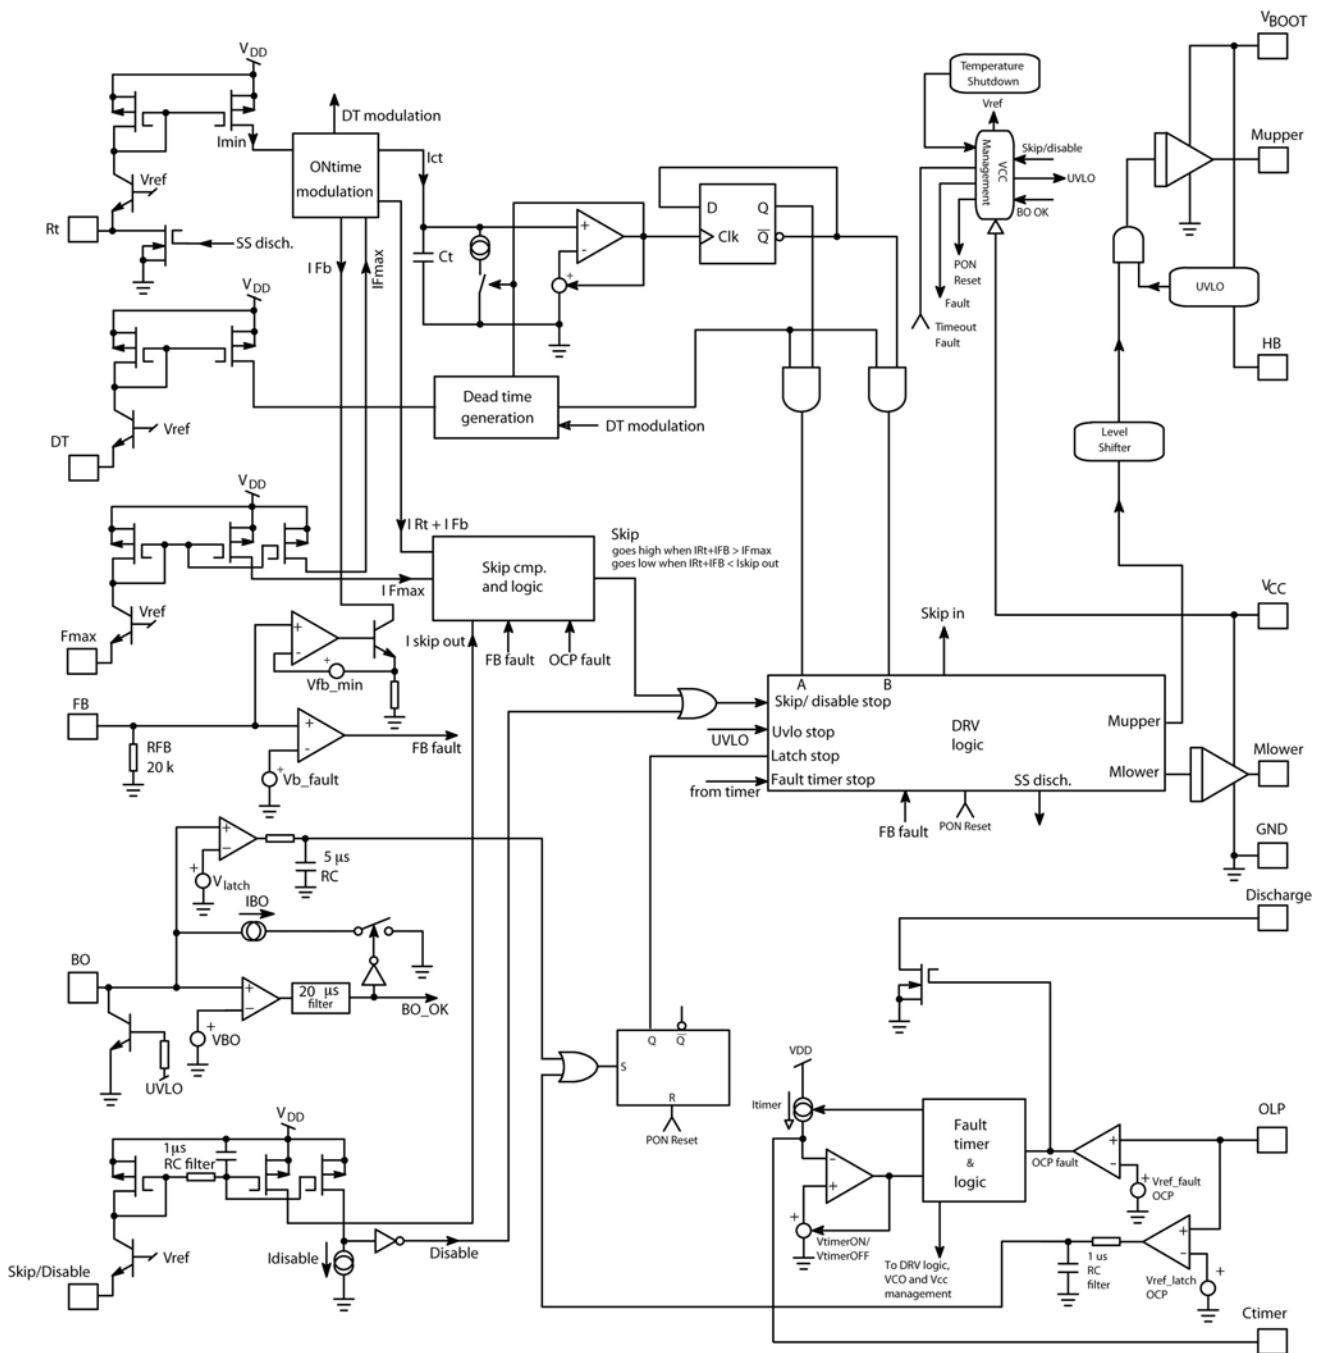 VBOOT
VDD
Temperature
Shutdown
Vref
DT modulation
Mupper
Imin
ONtime
modulation
Ict
VCC
Management
Skip/disable
UVLO
BO OK
Vref
D
Q
Clk
Q
Rt
SS disch.
I Fb
IFmax
Ct
+
-
+
PON
Reset
Fault
Timeout
Fault
UVLO
VDD
HB
Dead time
generation
DT modulation
Vref
DT
Level
Shifter
VDD
I Rt + I Fb
Skip
goes high when IRt+IFB > IFmax
goes low when IRt+IFB < Iskip out
Skip cmp.
and logic
I Fmax
VCC
Vref
Fmax
+
-
I skip out
FB fault
OCP fault
Skip in
+
Vfb_min
FB
A
B
Skip/ disable stop
DRV
logic
Mupper
+
-
RFB
20 k
FB fault
UVLO
Uvlo stop
Latch stop
Mlower
+
Vb_fault
from timer
Fault timer stop
SS disch.
Mlower
FB fault
PON Reset
GND
+
−
5 µs
RC
+
Vlatch
IBO
Discharge
BO
+
−
20 µs
filter
BO_OK
+
VBO
UVLO
Q
Q
S
R
PON Reset
VDD
Itimer
Fault
timer
&
logic
OCP fault
OLP
+
-
Vref_fault
OCP
VDD
1µs
RC filter
-
+
+
VtimerON/
VtimerOFF
Vref
Idisable
Disable
To DRV logic,
VCO and Vcc
management
1 us
RC
filter
+
-
+
Vref_latch
OCP
Skip/Disable
Ctimer